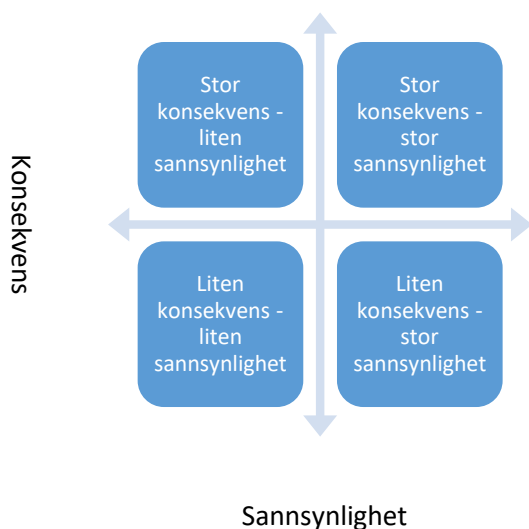 Konsekvens
Stor
konsekvens -
liten
sannsynlighet
Stor
konsekvens -
stor
sannsynlighet
Liten
konsekvens -
liten
sannsynlighet
Liten
konsekvens -
stor
sannsynlighet
Sannsynlighet